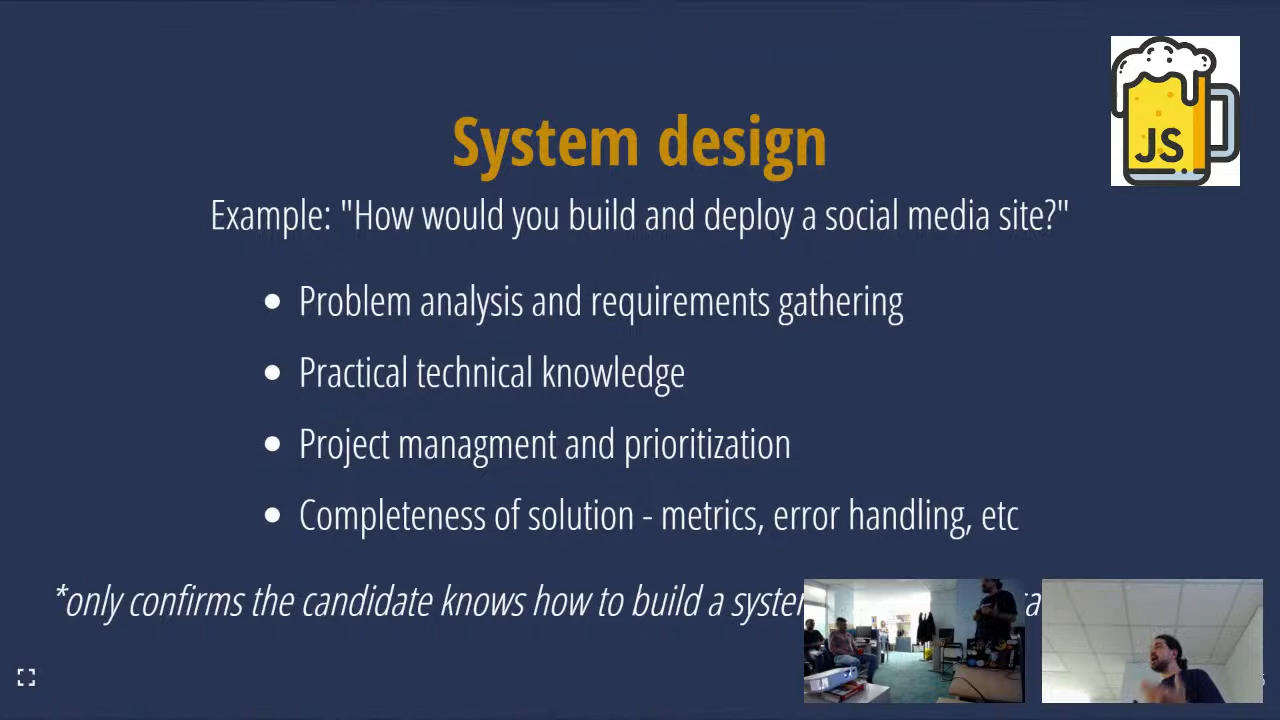 JS
System design
Example: "How would you build and deploy a social media site?"
Problem analysis and requirements gathering
Practical technical knowledge
Project managment and prioritization
Completeness of solution - metrics, error handling, etc
*only confirms the candidate knows how to build a